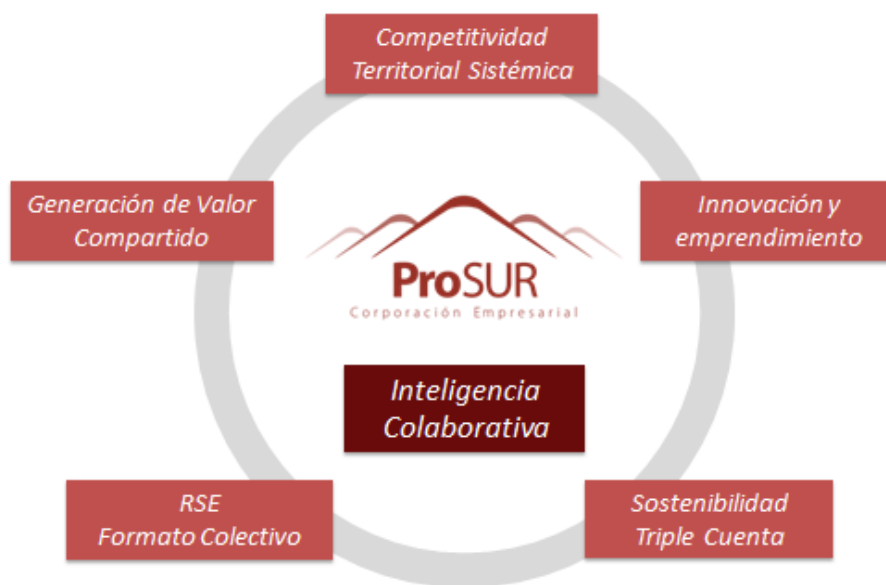 Competitividad
Territorial Sistémica
Generación de Valor
Compartido
Innovación y
emprendimiento
ProSUR
Corporación Empresarial
Inteligencia
Colaborativa
RSE
Formato Colectivo
Sostenibilidad
Triple Cuenta